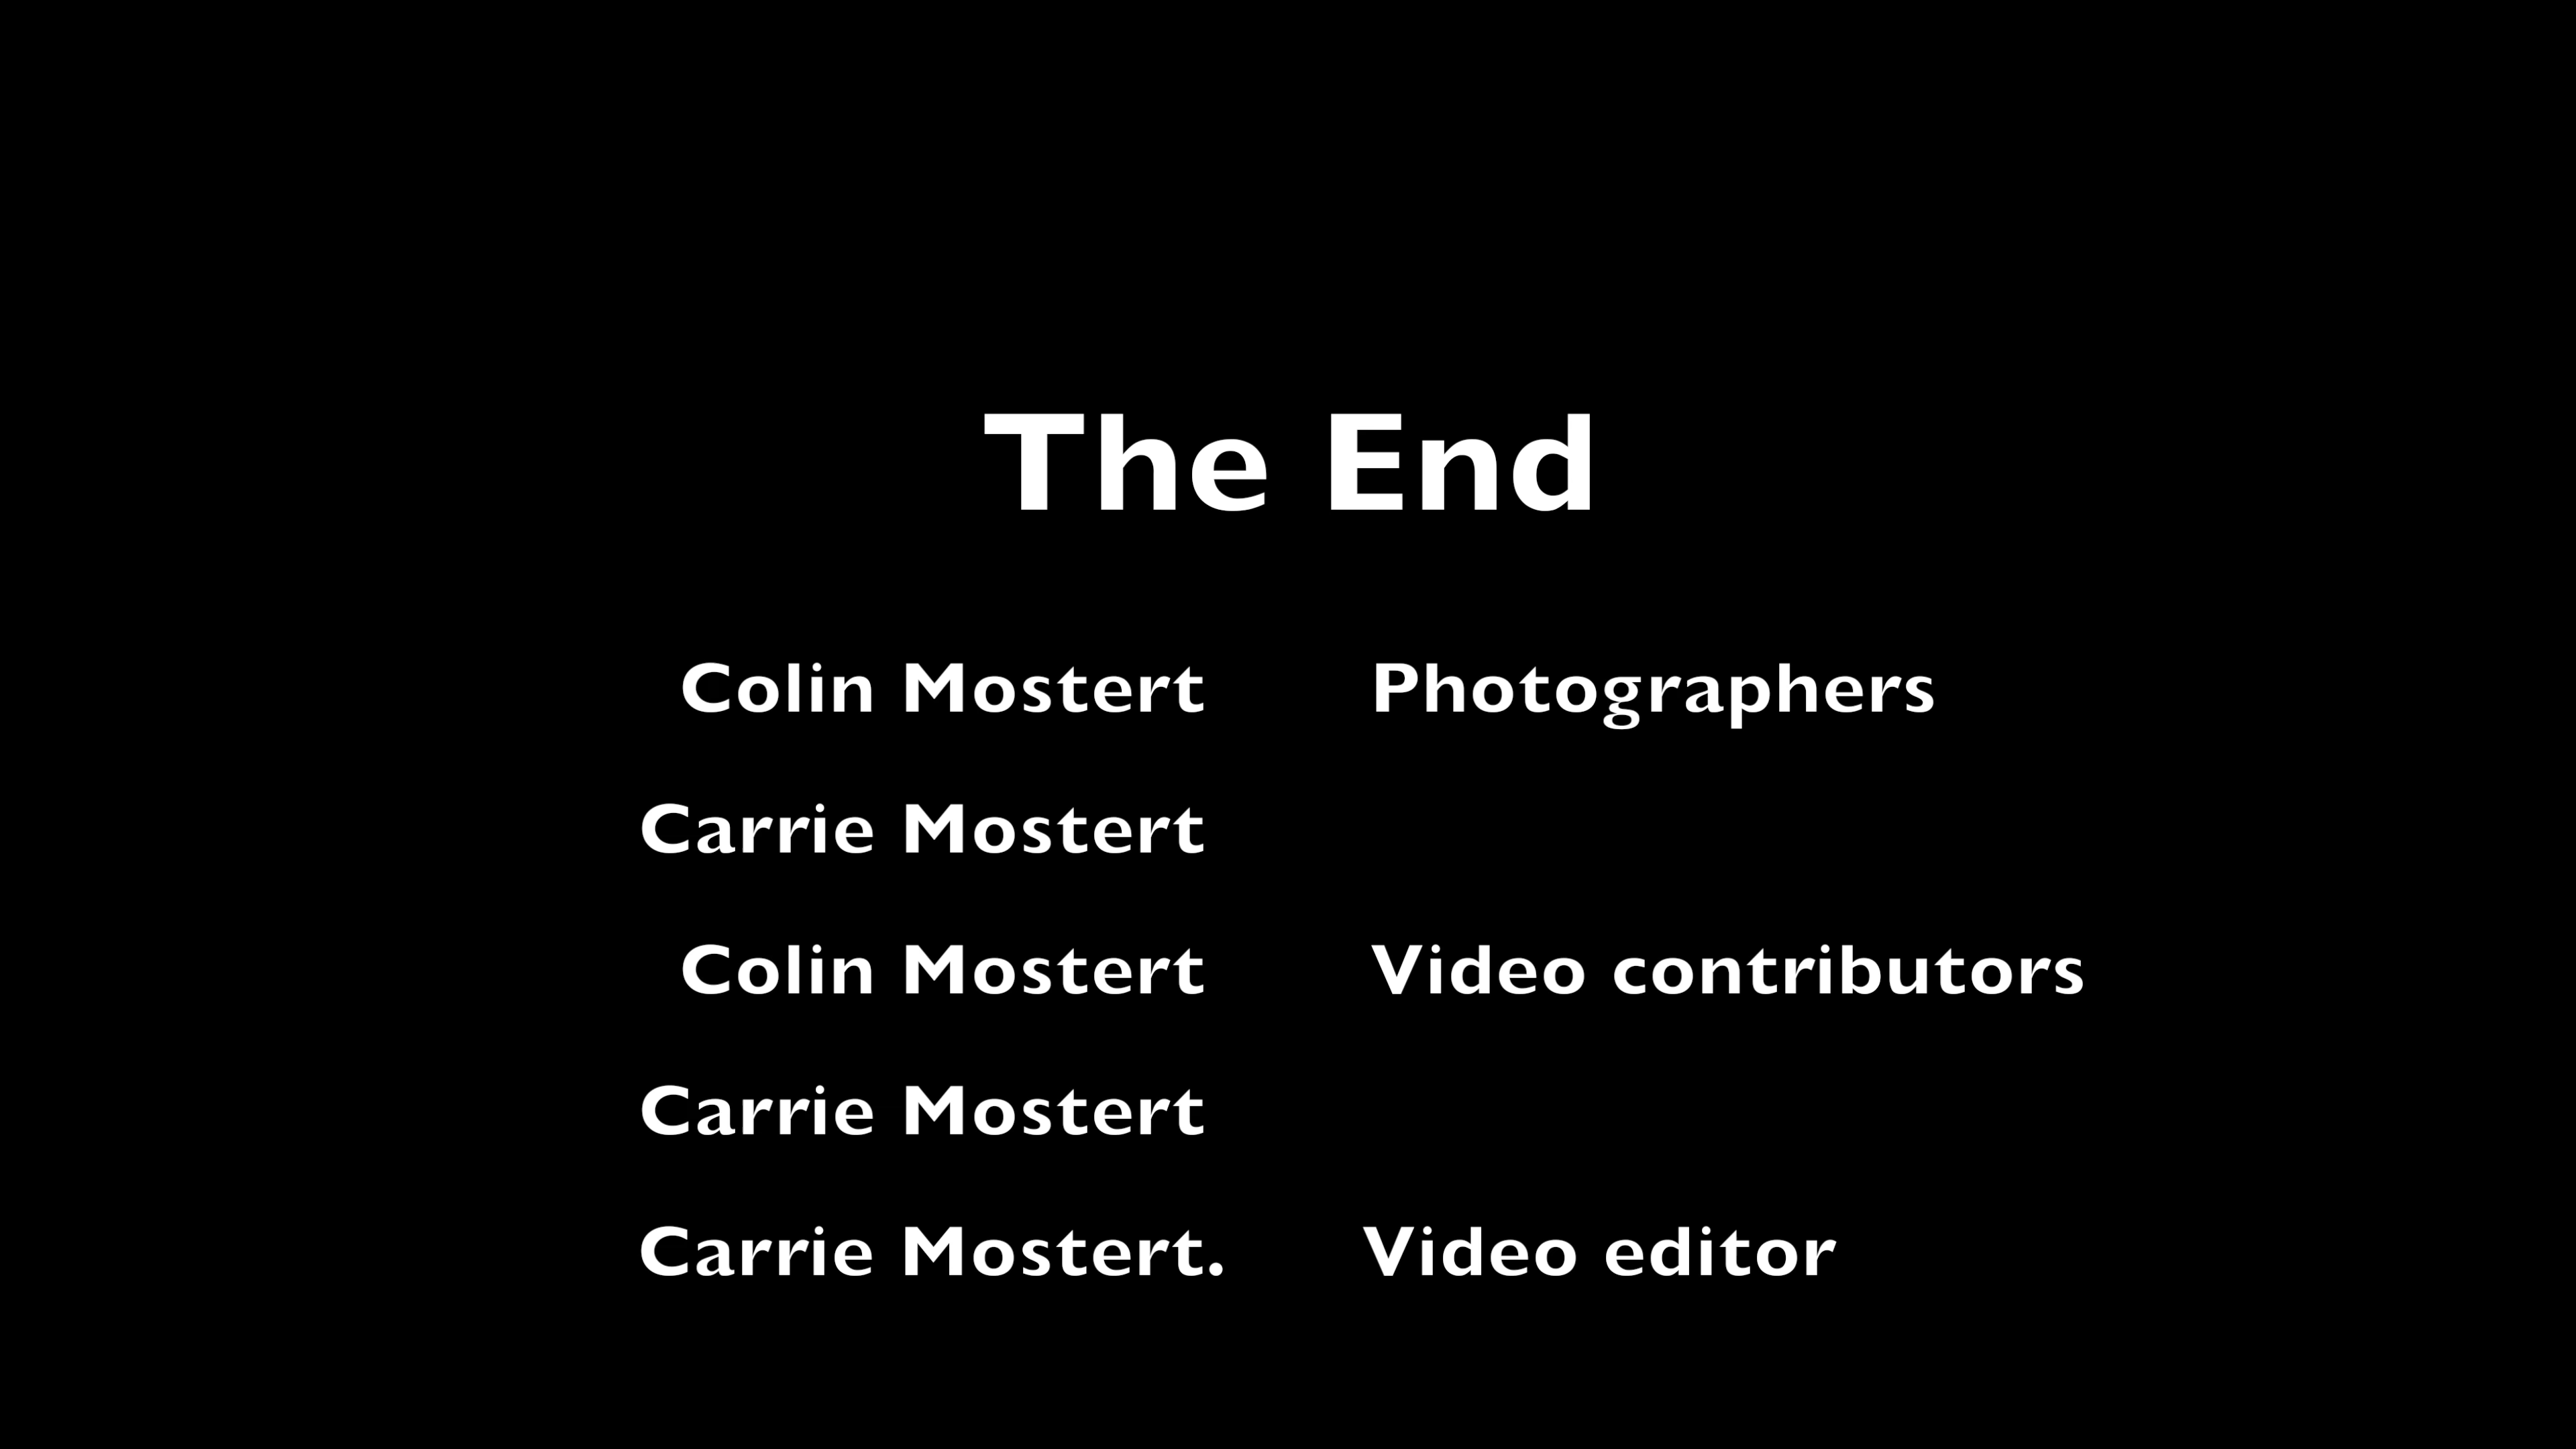 The End
Colin Mostert Photographers
Carrie Mostert
Colin Mostert Video contributors
Carrie Mostert
Carrie Mostert. Video editor